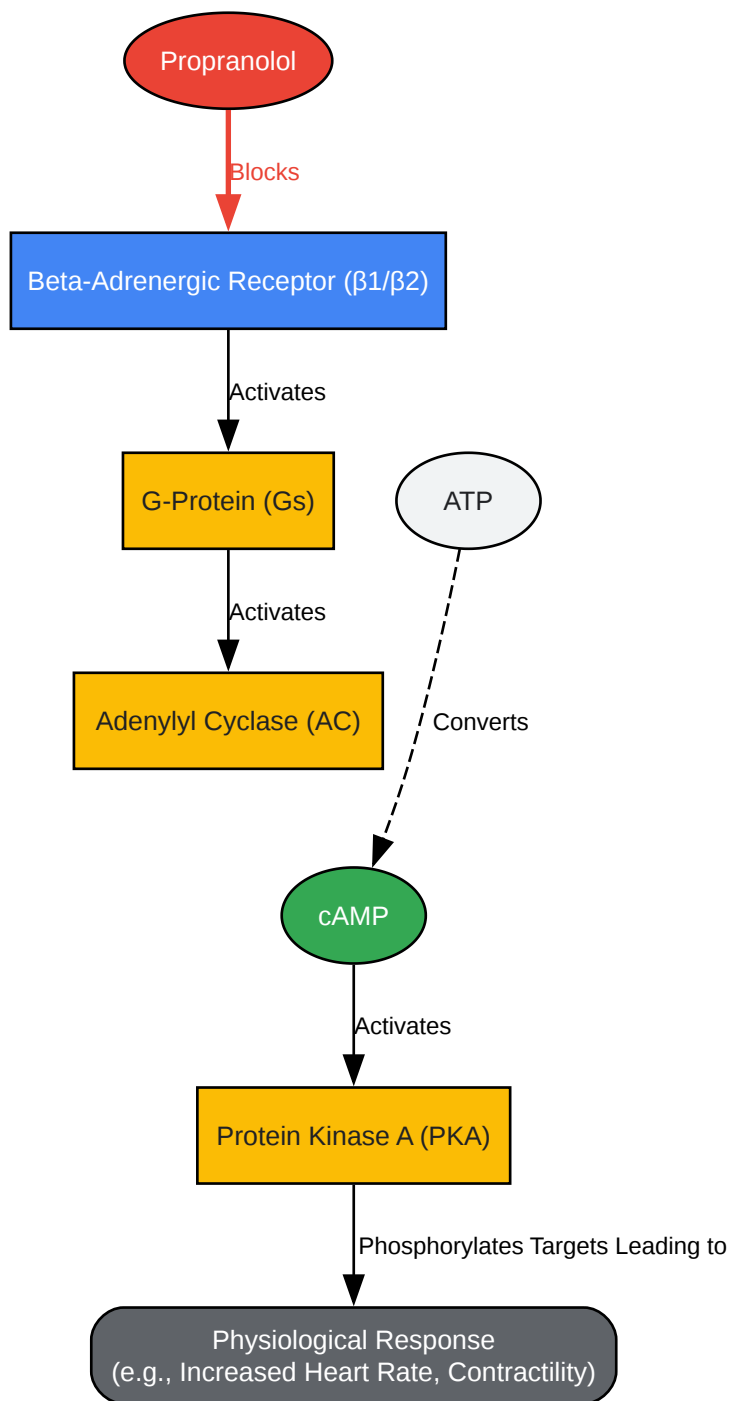 Propranolol
Blocks
Beta-Adrenergic Receptor (β1/β2)
Activates
G-Protein (Gs)
ATP
Activates
Adenylyl Cyclase (AC)
Converts
cAMP
Activates
Protein Kinase A (PKA)
Phosphorylates Targets Leading to
Physiological Response
(e.g., Increased Heart Rate, Contractility)